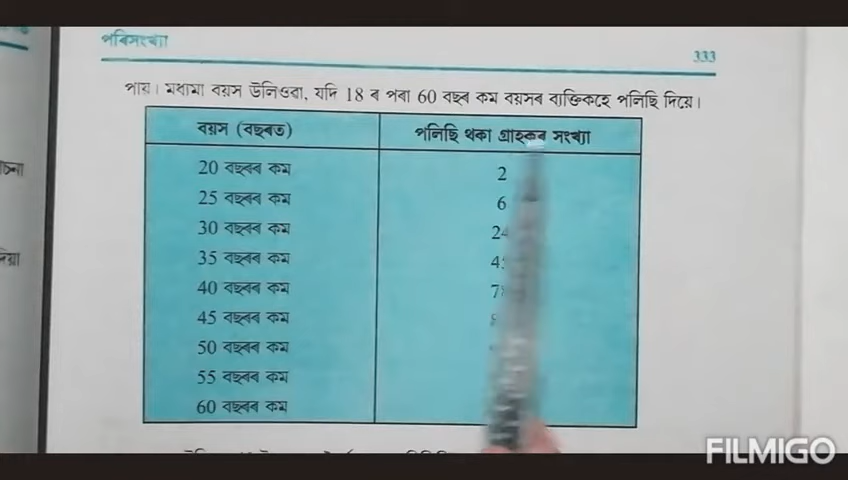 পৰিসংখ্যা 333
পায়। মধ্যমা বয়স উলিওৱা, যদি 18 ৰ পৰা 60 বছৰ কম বয়সৰ ব্যক্তিকহে পলিছি দিয়ে।
বয়স (বছৰত) পলিছি থকা গ্ৰাহকৰ সংখ্যা
20 বছৰৰ কম 2
25 বছৰৰ কম 6
30 বছৰৰ কম 24
35 বছৰৰ কম
40 বছৰৰ কম
45 বছৰৰ কম
50 বছৰৰ কম
55 বছৰৰ কম
60 বছৰৰ কম
FILMIGO